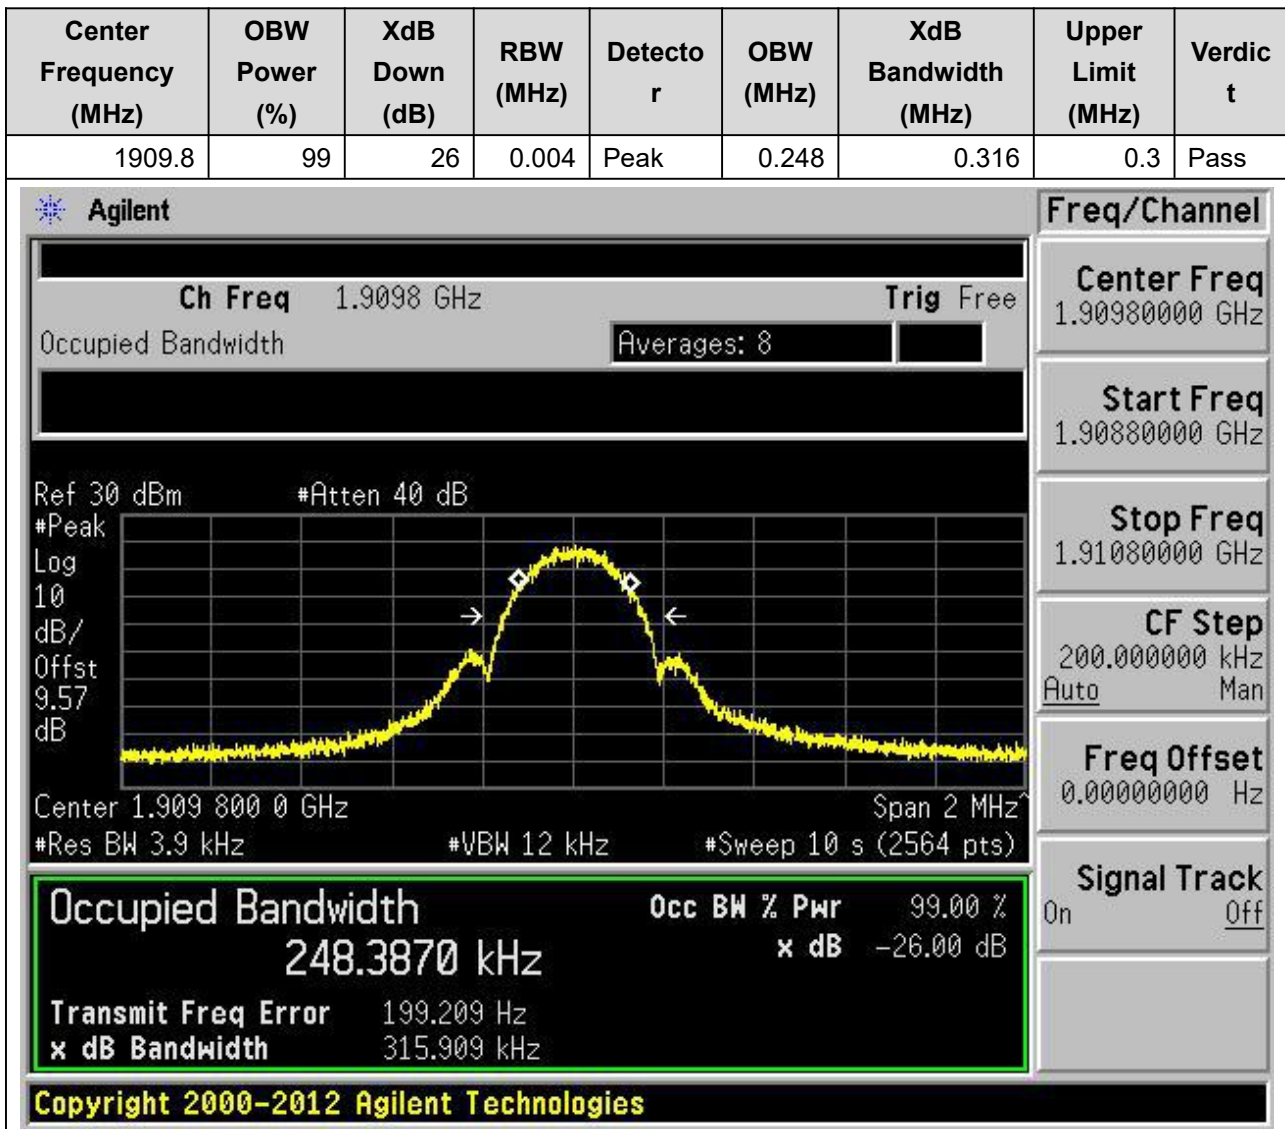 Center Frequency (MHz) OBW Power (%) XdB Down (dB) RBW (MHz) Detecto r OBW (MHz) XdB Bandwidth (MHz) Upper Limit (MHz) Verdic t
1909.8 99 26 0.004 Peak 0.248 0.316 0.3 Pass
Agilent
Freq/Channel
Ch Freq 1.9098 GHz Trig Free
Occupied Bandwidth Averages: 8
Center Freq
1.90980000 GHz
Start Freq
1.90880000 GHz
Stop Freq
1.91080000 GHz
CF Step
200.000000 kHz
Auto Man
Freq Offset
0.00000000 Hz
Signal Track
On Off
Ref 30 dBm #Atten 40 dB
#Peak
Log
10
dB/
Offst
9.57
dB
Center 1.909 800 0 GHz Span 2 MHz^
#Res BW 3.9 kHz #VBW 12 kHz #Sweep 10 s (2564 pts)
Occupied Bandwidth Occ BW % Pwr 99.00 %
248.3870 kHz x dB -26.00 dB
Transmit Freq Error 199.209 Hz
x dB Bandwidth 315.909 kHz
Copyright 2000-2012 Agilent Technologies